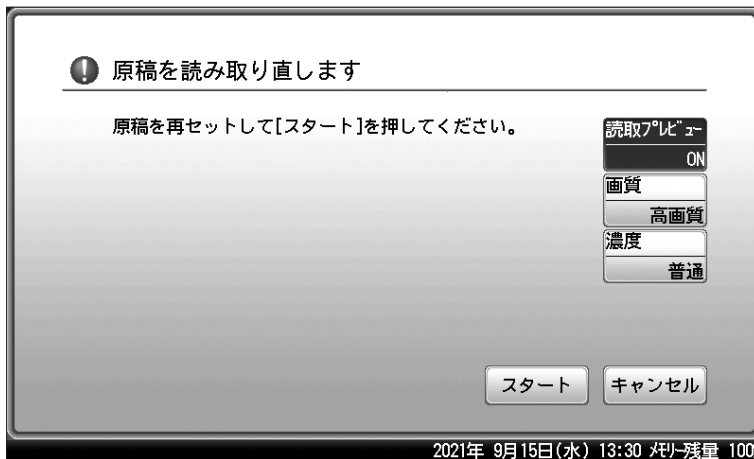 原稿を読み取り直します
原稿を再セットして[スタート]を押してください。
読取プレビュー
ON
画質
高画質
濃度
普通
スタート
キャンセル
2021年 9月15日(水) 13:30 メモリー残量 100